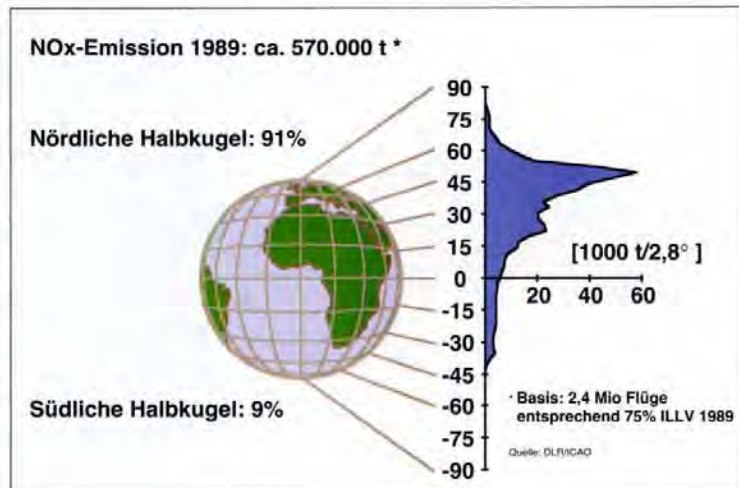 NOx-Emission 1989: ca. 570.000 t *
Nördliche Halbkugel: 91%
90
75
60
45
30
15
0
-15
-30
-45
-60
-75
-90
[1000 t/2,8° ]
20
40
60
Südliche Halbkugel: 9%
* Basis: 2,4 Mio Flüge
entsprechend 75% ILLV 1989
Quelle: DLR/ICAO